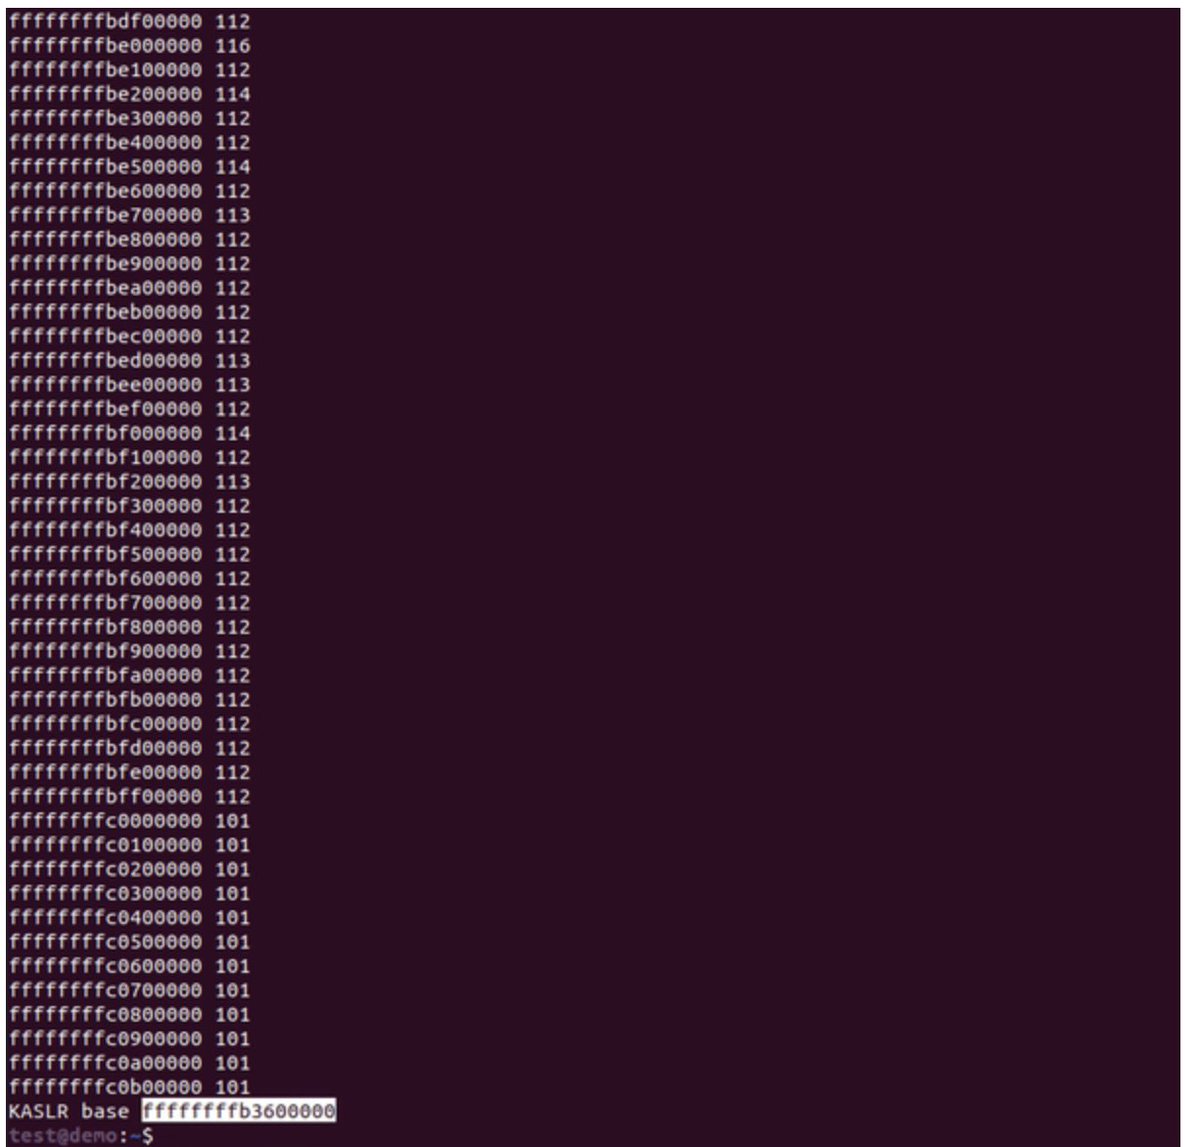 ffffffffbdf00000 112
ffffffffbe000000 116
ffffffffbe100000 112
ffffffffbe200000 114
ffffffffbe300000 112
ffffffffbe400000 112
ffffffffbe500000 114
ffffffffbe600000 112
ffffffffbe700000 113
ffffffffbe800000 112
ffffffffbe900000 112
ffffffffbea00000 112
ffffffffbeb00000 112
ffffffffbec00000 112
ffffffffbed00000 113
ffffffffbee00000 113
ffffffffbef00000 112
ffffffffbf000000 114
ffffffffbf100000 112
ffffffffbf200000 113
ffffffffbf300000 112
ffffffffbf400000 112
ffffffffbf500000 112
ffffffffbf600000 112
ffffffffbf700000 112
ffffffffbf800000 112
ffffffffbf900000 112
ffffffffbfa00000 112
ffffffffbfb00000 112
ffffffffbfc00000 112
ffffffffbfd00000 112
ffffffffbfe00000 112
ffffffffbff00000 112
ffffffffc0000000 101
ffffffffc0100000 101
ffffffffc0200000 101
ffffffffc0300000 101
ffffffffc0400000 101
ffffffffc0500000 101
ffffffffc0600000 101
ffffffffc0700000 101
ffffffffc0800000 101
ffffffffc0900000 101
ffffffffc0a00000 101
ffffffffc0b00000 101
KASLR base ffffffffb3600000
test@demo:~$